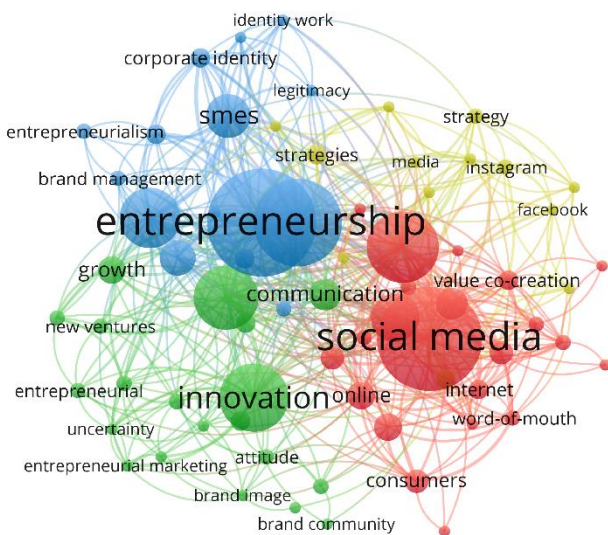 identity work
corporate identity
legitimacy
smes
strategy
entrepreneurialism
strategies
media
instagram
brand management
facebook
entrepreneurship
growth
value co-creation
communication
new ventures
social media
entrepreneurial
innovation
online
internet
word-of-mouth
uncertainty
entrepreneurial marketing
attitude
consumers
brand image
brand community